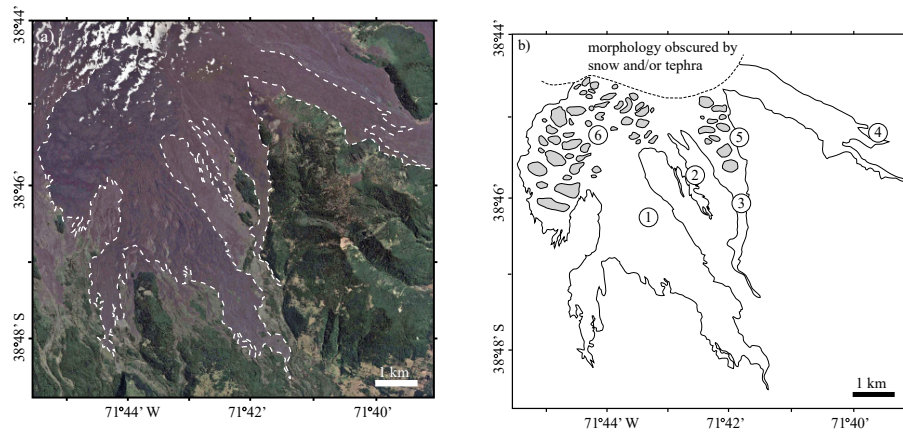 a)
38°44'
38°46'
38°48' S
71°44' W
71°42'
71°40'
1 km
b)
morphology obscured by
snow and/or tephra
38°44'
38°46'
38°48' S
71°44' W
71°42'
71°40'
1 km
6
5
4
2
3
1